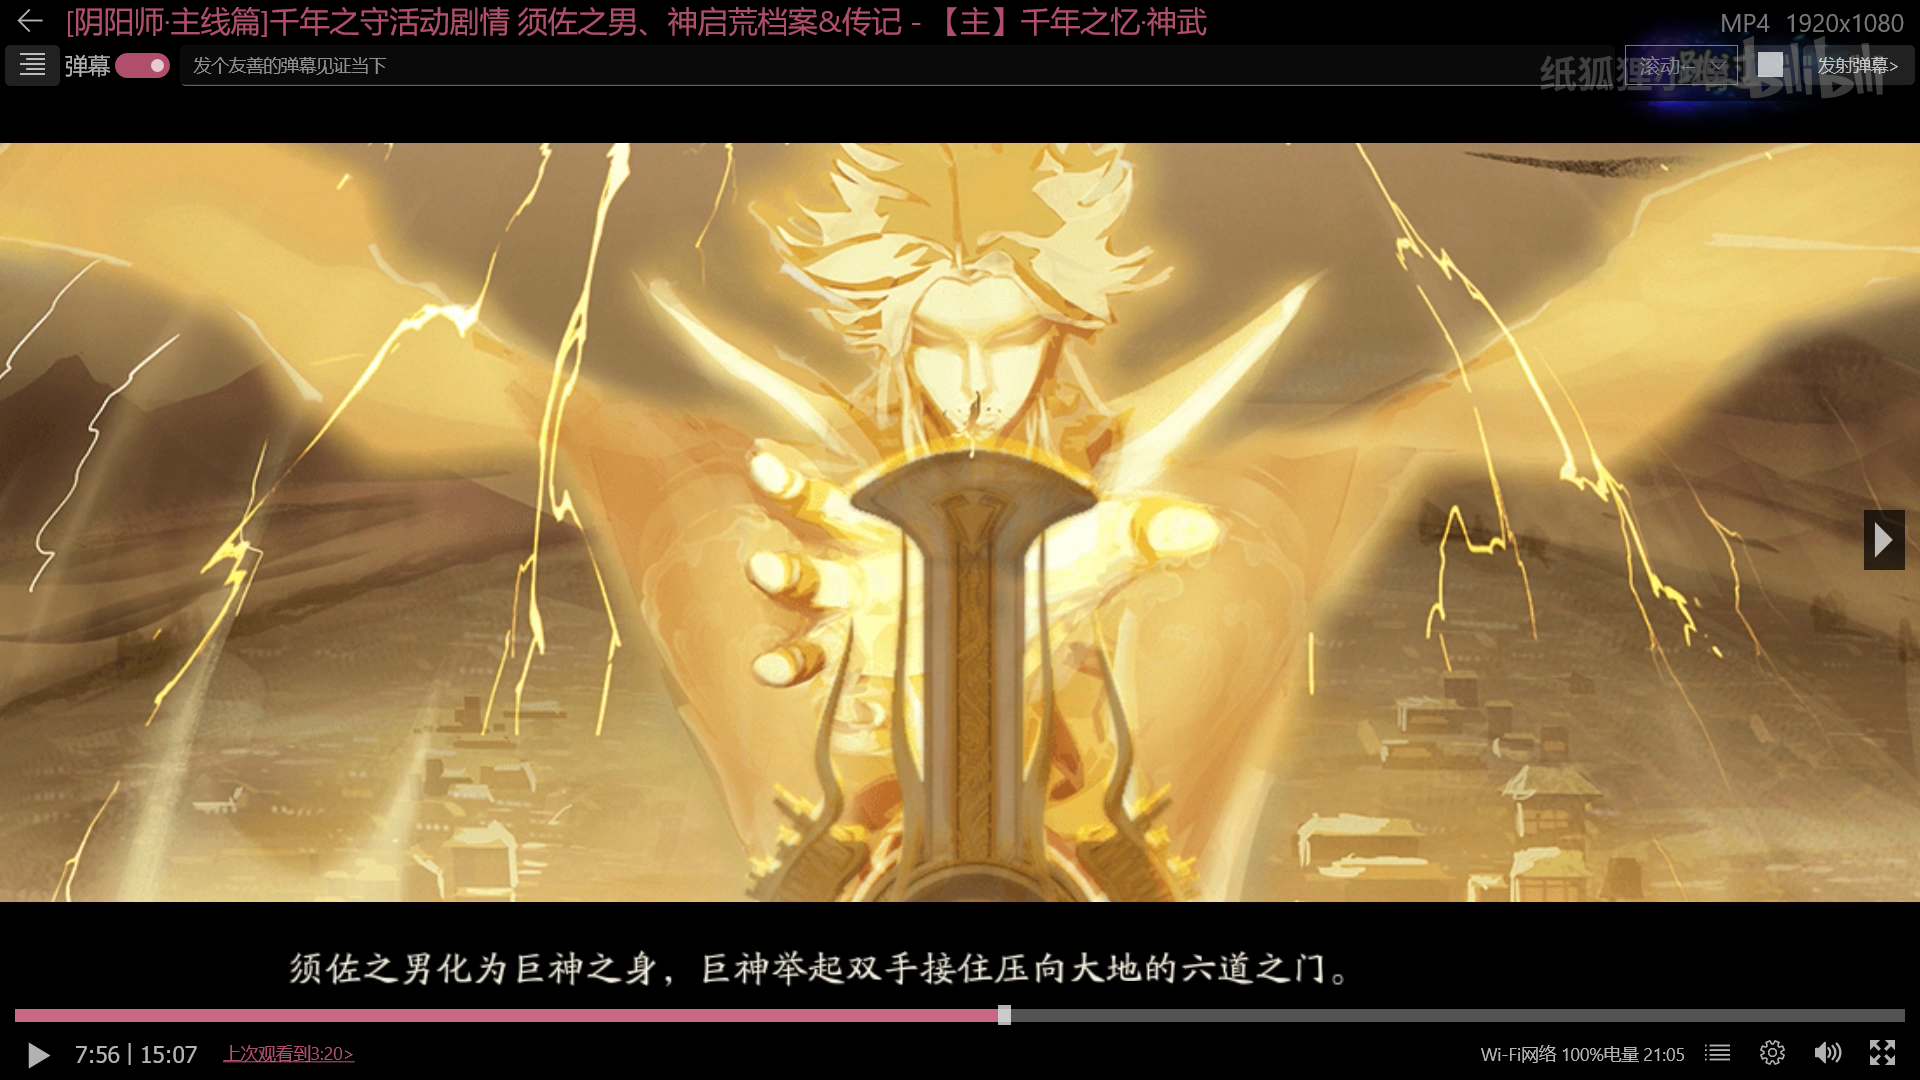 [阴阳师·主线篇]千年之守活动剧情 须佐之男、神启荒档案&传记 - 【主】千年之忆·神武
MP4 1920x1080
弹幕
发个友善的弹幕见证当下
纸狐狸
滚动←
bilibili
发射弹幕>
须佐之男化为巨神之身，巨神举起双手接住压向大地的六道之门。
7:56 | 15:07
上次观看到3:20>
Wi-Fi网络 100%电量 21:05